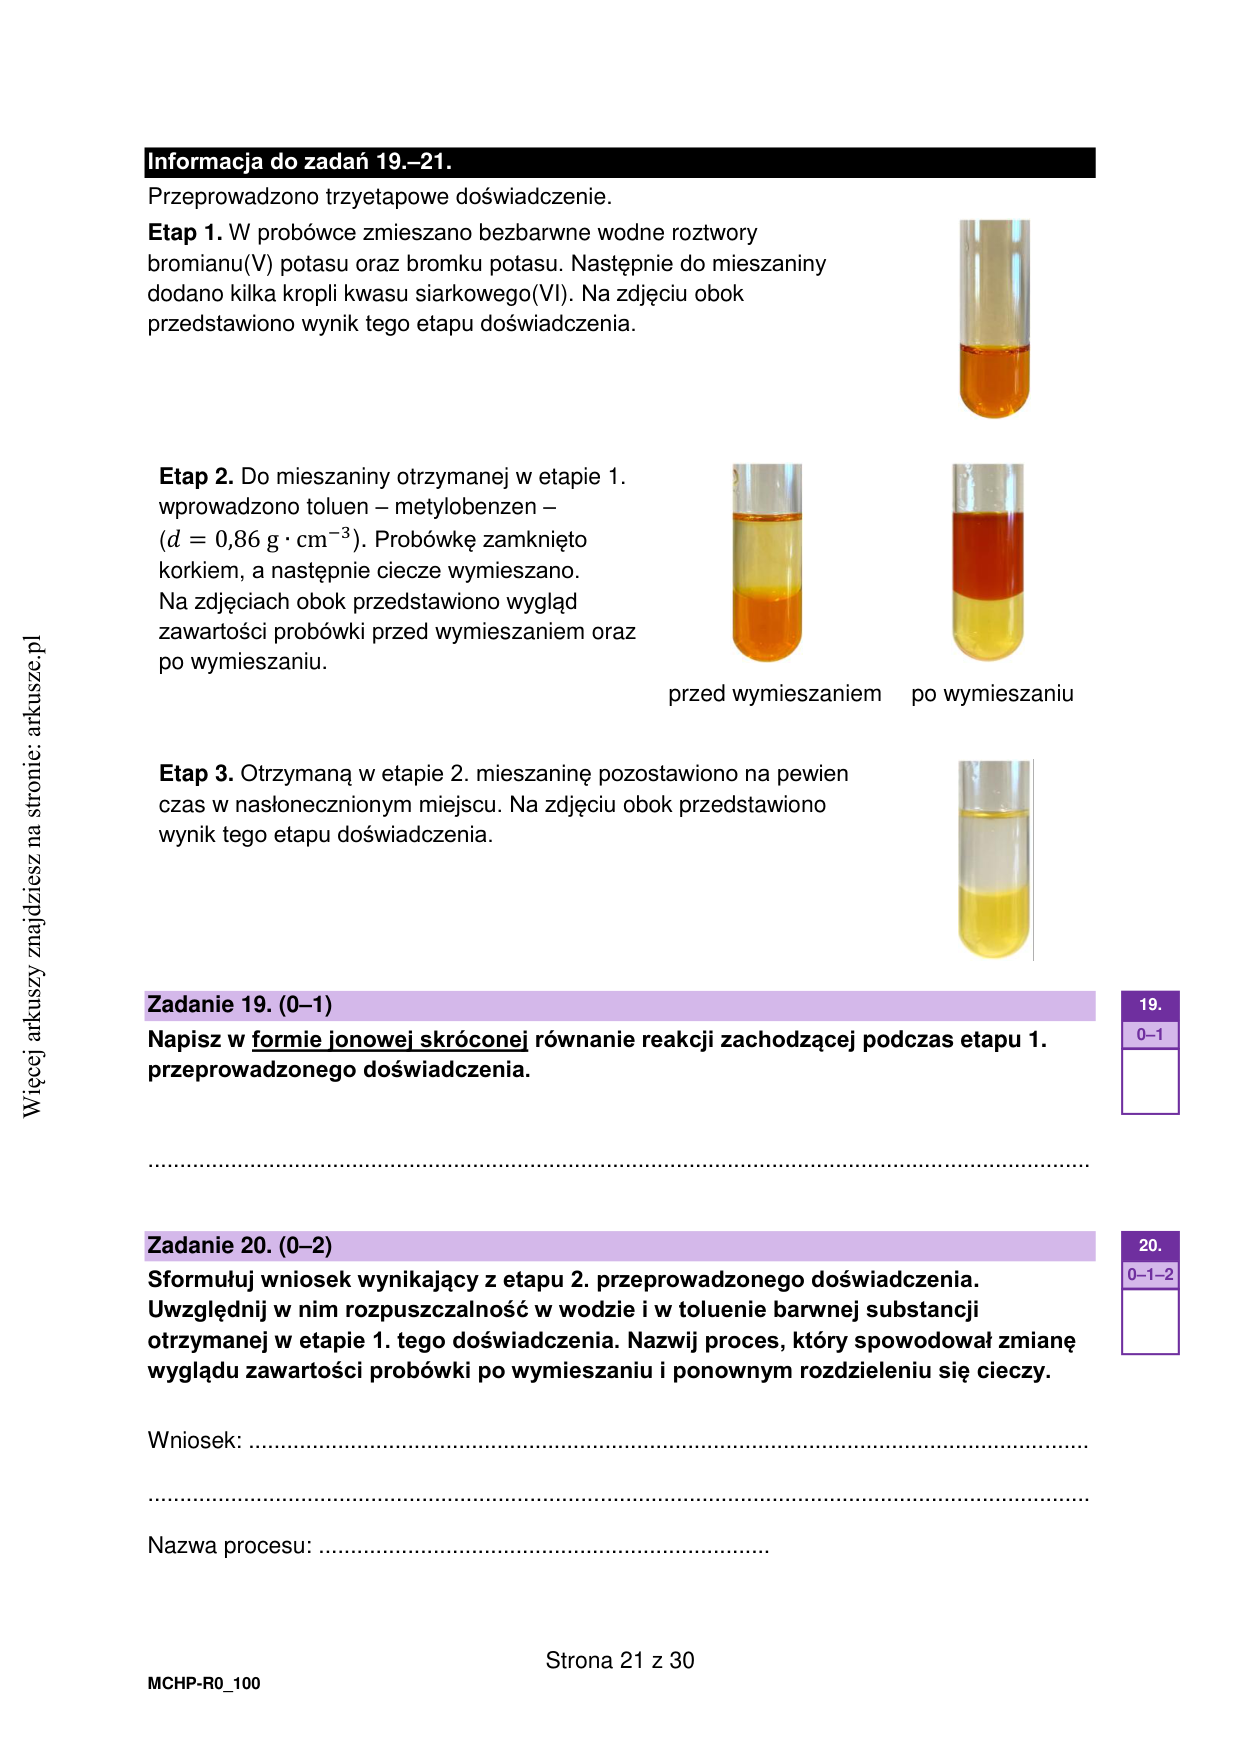 Informacja do zadań 19.–21.
Przeprowadzono trzyetapowe doświadczenie.
Etap 1. W probówce zmieszano bezbarwne wodne roztwory
bromianu(V) potasu oraz bromku potasu. Następnie do mieszaniny
dodano kilka kropli kwasu siarkowego(VI). Na zdjęciu obok
przedstawiono wynik tego etapu doświadczenia.
Etap 2. Do mieszaniny otrzymanej w etapie 1.
wprowadzono toluen – metylobenzen –
(d = 0,86 g · cm⁻³). Probówkę zamknięto
korkiem, a następnie ciecze wymieszano.
Na zdjęciach obok przedstawiono wygląd
zawartości probówki przed wymieszaniem oraz
po wymieszaniu.
przed wymieszaniem po wymieszaniu
Etap 3. Otrzymaną w etapie 2. mieszaninę pozostawiono na pewien
czas w nasłonecznionym miejscu. Na zdjęciu obok przedstawiono
wynik tego etapu doświadczenia.
Więcej arkuszy znajdziesz na stronie: arkusze.pl
Zadanie 19. (0–1)
19.
0–1
Napisz w formie jonowej skróconej równanie reakcji zachodzącej podczas etapu 1.
przeprowadzonego doświadczenia.
....................................................................................................................................................
Zadanie 20. (0–2)
20.
0–1–2
Sformułuj wniosek wynikający z etapu 2. przeprowadzonego doświadczenia.
Uwzględnij w nim rozpuszczalność w wodzie i w toluenie barwnej substancji
otrzymanej w etapie 1. tego doświadczenia. Nazwij proces, który spowodował zmianę
wyglądu zawartości probówki po wymieszaniu i ponownym rozdzieleniu się cieczy.
Wniosek: ....................................................................................................................................
....................................................................................................................................................
Nazwa procesu: .......................................................................
Strona 21 z 30
MCHP-R0_100